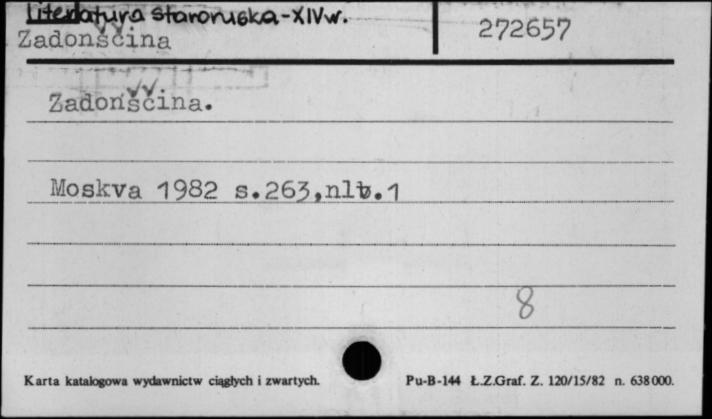 Literatura staroruska-XIVw.
Zadonščina 272657
Zadonščina.
Moskva 1982 s.263,nlb.1
8
Karta katalogowa wydawnictw ciągłych i zwartych. Pu-B-144 Ł.Z.Graf. Z. 120/15/82 n. 638000.